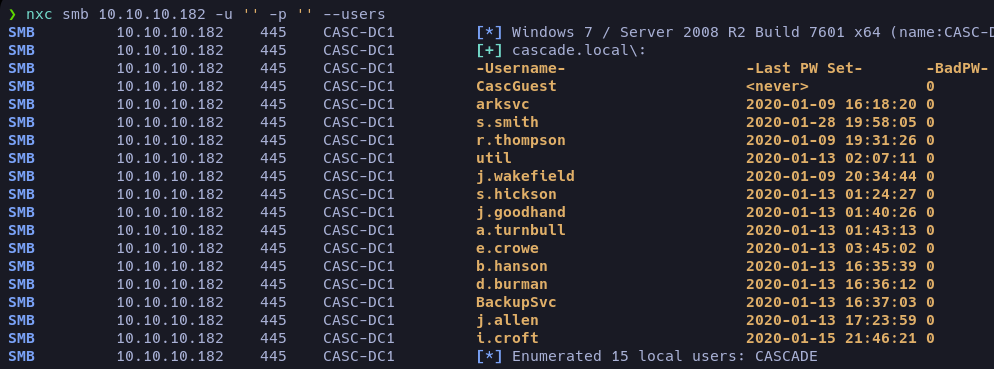 ❯ nxc smb 10.10.10.182 -u '' -p '' --users
SMB 10.10.10.182 445 CASC-DC1 [*] Windows 7 / Server 2008 R2 Build 7601 x64 (name:CASC-D
SMB 10.10.10.182 445 CASC-DC1 [+] cascade.local\:
SMB 10.10.10.182 445 CASC-DC1 -Username- -Last PW Set- -BadPW-
SMB 10.10.10.182 445 CASC-DC1 CascGuest <never> 0
SMB 10.10.10.182 445 CASC-DC1 arksvc 2020-01-09 16:18:20 0
SMB 10.10.10.182 445 CASC-DC1 s.smith 2020-01-28 19:58:05 0
SMB 10.10.10.182 445 CASC-DC1 r.thompson 2020-01-09 19:31:26 0
SMB 10.10.10.182 445 CASC-DC1 util 2020-01-13 02:07:11 0
SMB 10.10.10.182 445 CASC-DC1 j.wakefield 2020-01-09 20:34:44 0
SMB 10.10.10.182 445 CASC-DC1 s.hickson 2020-01-13 01:24:27 0
SMB 10.10.10.182 445 CASC-DC1 j.goodhand 2020-01-13 01:40:26 0
SMB 10.10.10.182 445 CASC-DC1 a.turnbull 2020-01-13 01:43:13 0
SMB 10.10.10.182 445 CASC-DC1 e.crowe 2020-01-13 03:45:02 0
SMB 10.10.10.182 445 CASC-DC1 b.hanson 2020-01-13 16:35:39 0
SMB 10.10.10.182 445 CASC-DC1 d.burman 2020-01-13 16:36:12 0
SMB 10.10.10.182 445 CASC-DC1 BackupSvc 2020-01-13 16:37:03 0
SMB 10.10.10.182 445 CASC-DC1 j.allen 2020-01-13 17:23:59 0
SMB 10.10.10.182 445 CASC-DC1 i.croft 2020-01-15 21:46:21 0
SMB 10.10.10.182 445 CASC-DC1 [*] Enumerated 15 local users: CASCADE